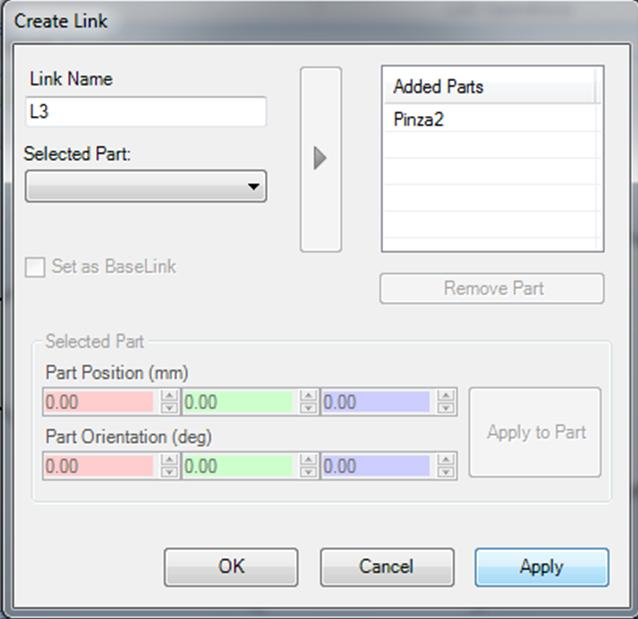 Create Link
Link Name
L3
Selected Part:
Set as BaseLink
Added Parts
Pinza2
Remove Part
Selected Part
Part Position (mm)
0.00 0.00 0.00
Part Orientation (deg)
0.00 0.00 0.00
Apply to Part
OK Cancel Apply